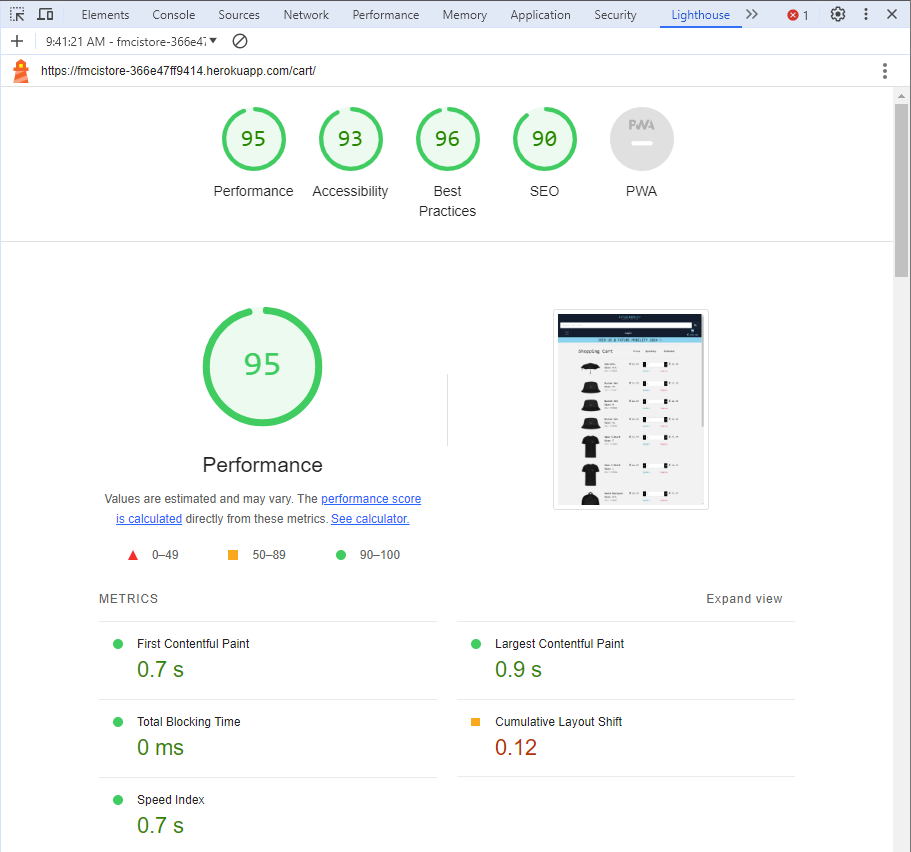 Elements Console Sources Network Performance Memory Application Security Lighthouse 1
9:41:21 AM - fmcistore-366e47
https://fmcistore-366e47ff9414.herokuapp.com/cart/
95 93 96 90 PWA
Performance Accessibility Best Practices SEO PWA
95
Performance
Values are estimated and may vary. The performance score
is calculated directly from these metrics. See calculator.
0–49 50–89 90–100
Shopping Cart
METRICS Expand view
First Contentful Paint
0.7 s
Largest Contentful Paint
0.9 s
Total Blocking Time
0 ms
Cumulative Layout Shift
0.12
Speed Index
0.7 s